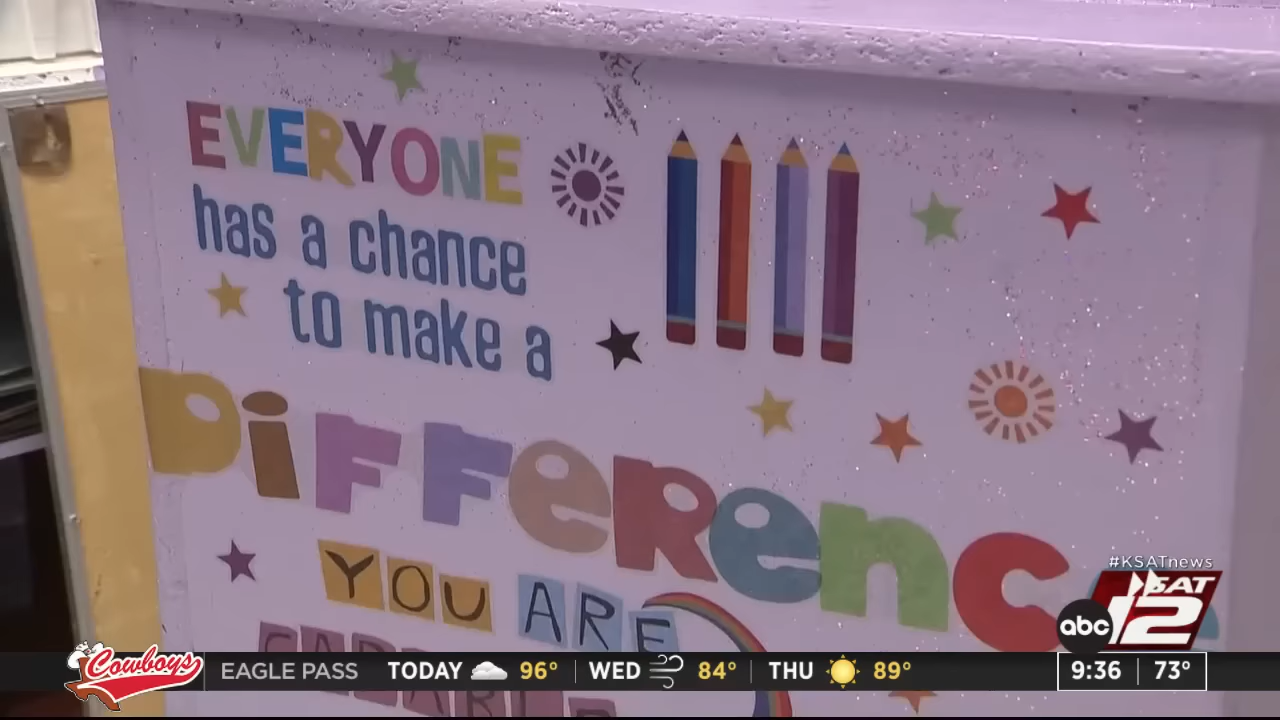 EVERYONE
has a chance
to make a
DiFFeRenC
YOU ARE
CAPABLE
#KSATnews
KSAT
abc 12
Cowboys EAGLE PASS TODAY 96° WED 84° THU 89° 9:36 73°